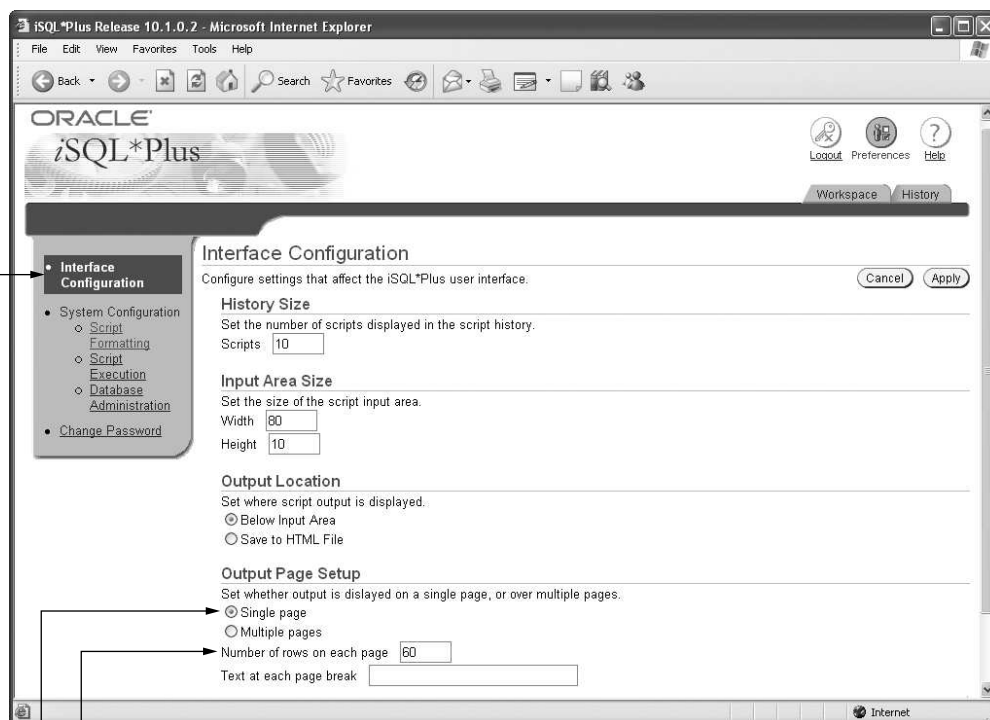 iSQL*Plus Release 10.1.0.2 - Microsoft Internet Explorer
File Edit View Favorites Tools Help
Back Search Favorites
ORACLE'
iSQL*Plus
Logout Preferences Help
Workspace History
Interface Configuration
System Configuration
Script Formatting
Script Execution
Database Administration
Change Password
Interface Configuration
Configure settings that affect the iSQL*Plus user interface.
Cancel Apply
History Size
Set the number of scripts displayed in the script history.
Scripts 10
Input Area Size
Set the size of the script input area.
Width 80
Height 10
Output Location
Set where script output is displayed.
Below Input Area
Save to HTML File
Output Page Setup
Set whether output is dislayed on a single page, or over multiple pages.
Single page
Multiple pages
Number of rows on each page 60
Text at each page break
Internet